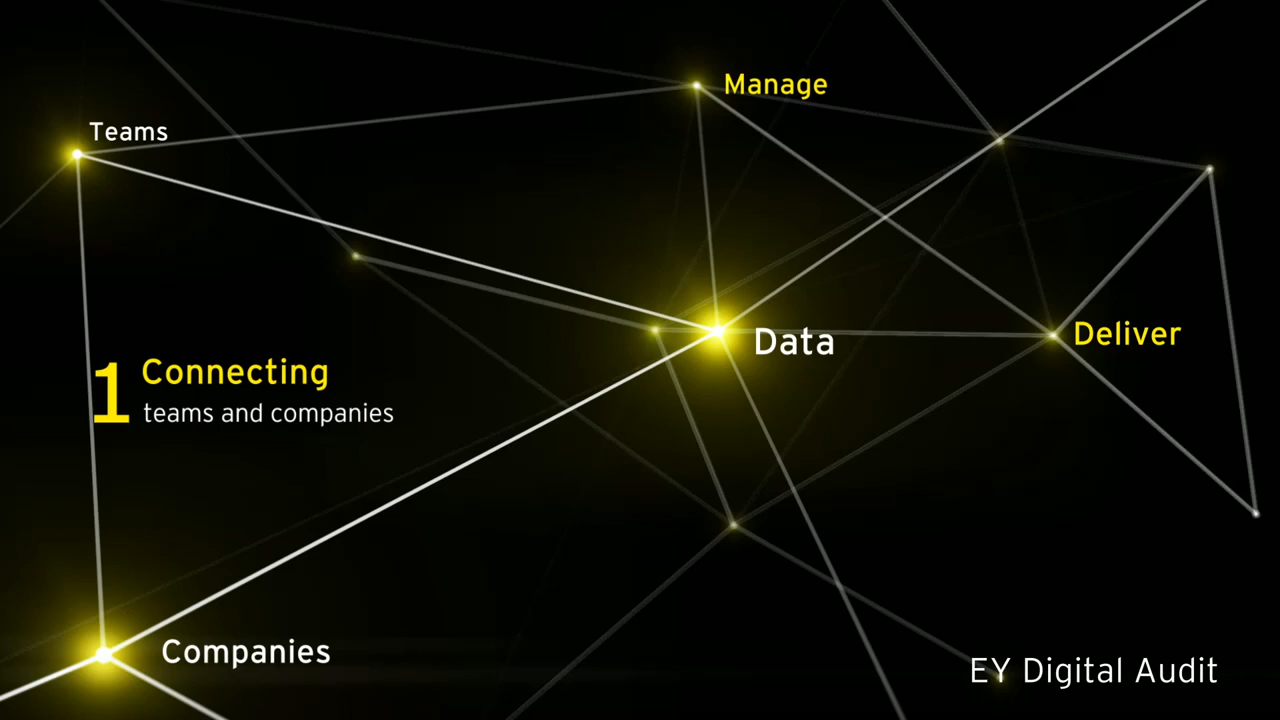 Manage
Teams
Data
Deliver
1
Connecting
teams and companies
Companies
EY Digital Audit